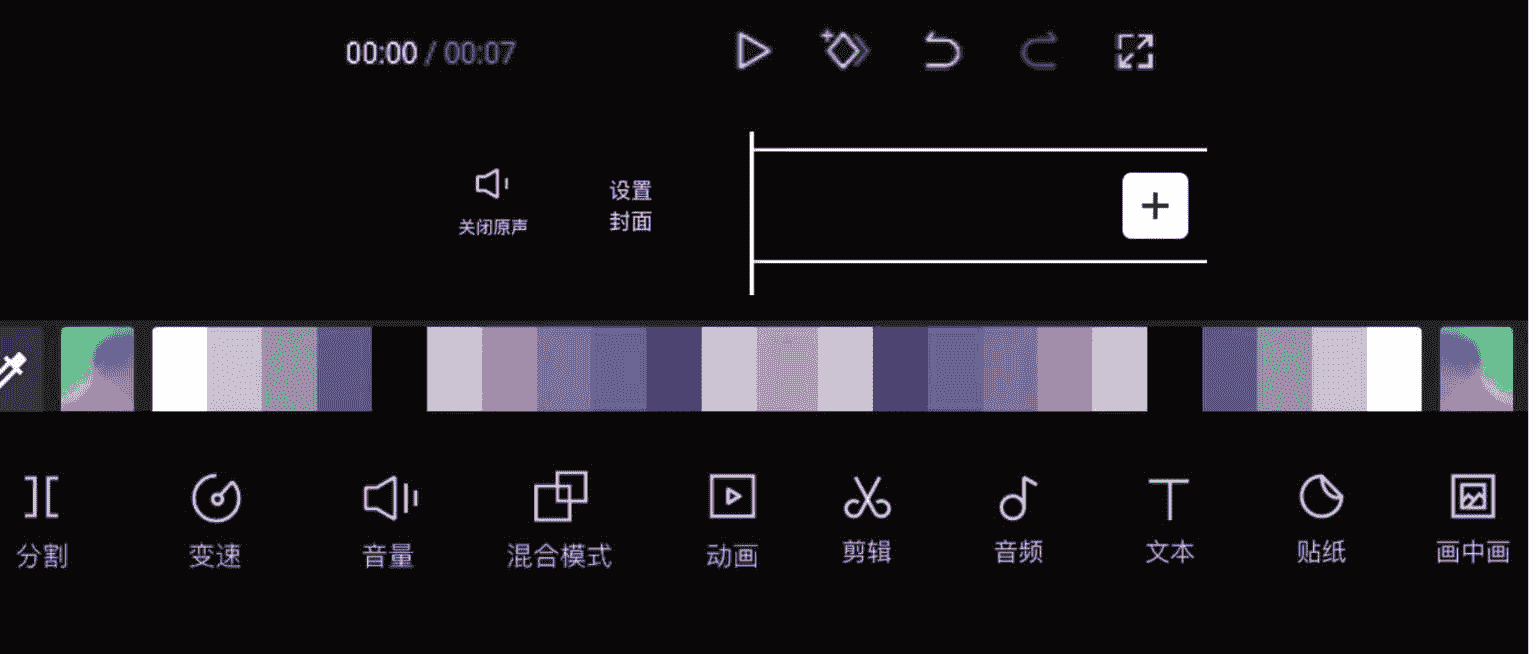 00:00 / 00:07
关闭原声
设置
封面
分割 变速 音量 混合模式 动画 剪辑 音频 文本 贴纸 画中画